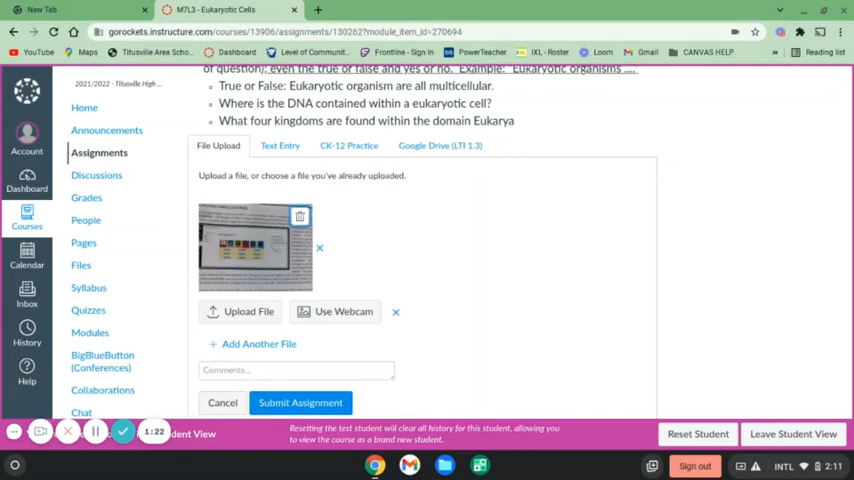 New Tab
M7L3 - Eukaryotic Cells
gorockets.instructure.com/courses/13906/assignments/130262?module_item_id=270694
YouTube
Maps
Titusville Area Scho...
Dashboard
Level of Communit...
Frontline - Sign In
PowerTeacher
IXL - Roster
Loom
Gmail
CANVAS HELP
Reading list
Account
Dashboard
Courses
Calendar
Inbox
History
Help
2021/2022 - Titusville High ...
Home
Announcements
Assignments
Discussions
Grades
People
Pages
Files
Syllabus
Quizzes
Modules
BigBlueButton
(Conferences)
Collaborations
Chat
of question), even the true or false and yes or no. Example: "Eukaryotic organisms ...."
True or False: Eukaryotic organism are all multicellular.
Where is the DNA contained within a eukaryotic cell?
What four kingdoms are found within the domain Eukarya
File Upload
Text Entry
CK-12 Practice
Google Drive (LTI 1.3)
Upload a file, or choose a file you've already uploaded.
Upload File
Use Webcam
+ Add Another File
Comments...
Cancel
Submit Assignment
1:22
Student View
Resetting the test student will clear all history for this student, allowing you
to view the course as a brand new student.
Reset Student
Leave Student View
Sign out
INTL
2:11